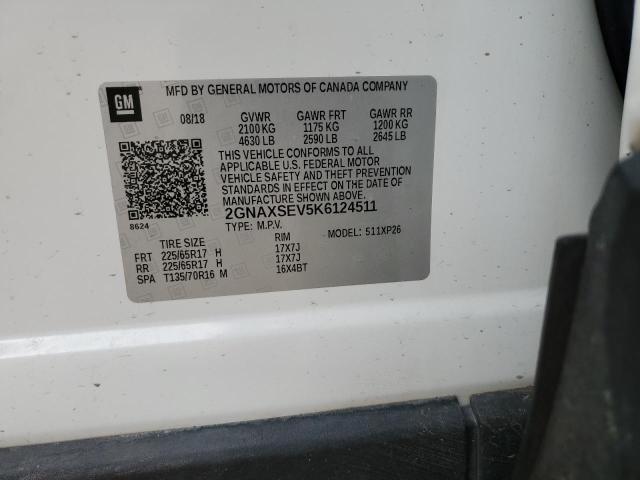 MFD BY GENERAL MOTORS OF CANADA COMPANY
GM
08/18 GVWR GAWR FRT GAWR RR
2100 KG 1175 KG 1200 KG
4630 LB 2590 LB 2645 LB
THIS VEHICLE CONFORMS TO ALL
APPLICABLE U.S. FEDERAL MOTOR
VEHICLE SAFETY AND THEFT PREVENTION
STANDARDS IN EFFECT ON THE DATE OF
MANUFACTURE SHOWN ABOVE.
2GNAXSEV5K6124511
8624
TYPE: M.P.V. MODEL: 511XP26
TIRE SIZE RIM
FRT 225/65R17 H 17X7J
RR 225/65R17 H 17X7J
SPA T135/70R16 M 16X4BT